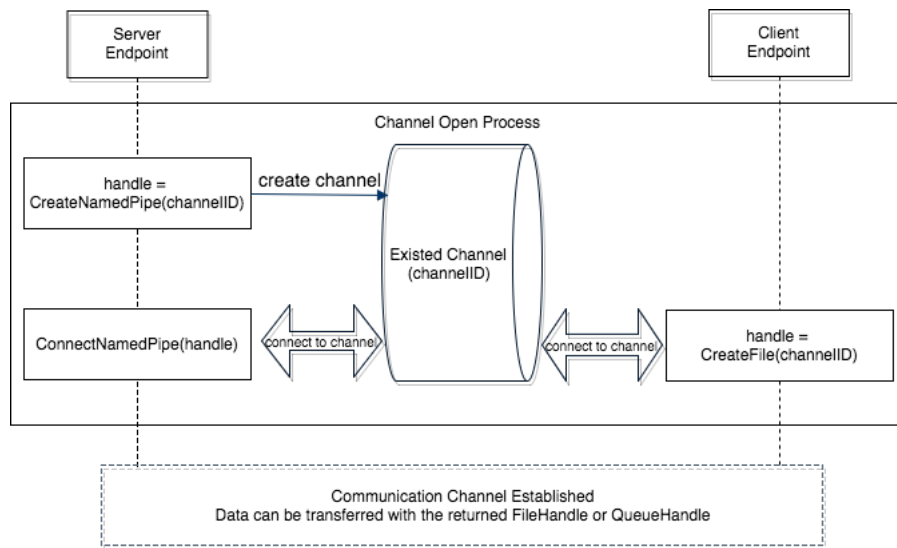 Server
Endpoint
Client
Endpoint
Channel Open Process
handle =
CreateNamedPipe(channelID)
create channel
Existed Channel
(channelID)
ConnectNamedPipe(handle)
connect to channel
connect to channel
handle =
CreateFile(channelID)
Communication Channel Established
Data can be transferred with the returned FileHandle or QueueHandle